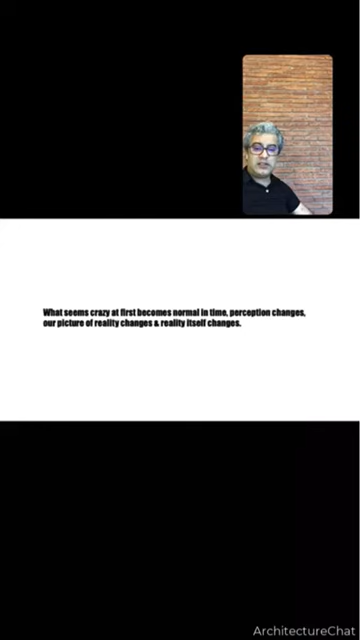 What seems crazy at first becomes normal in time, perception changes,
our picture of reality changes & reality itself changes.
ArchitectureChat